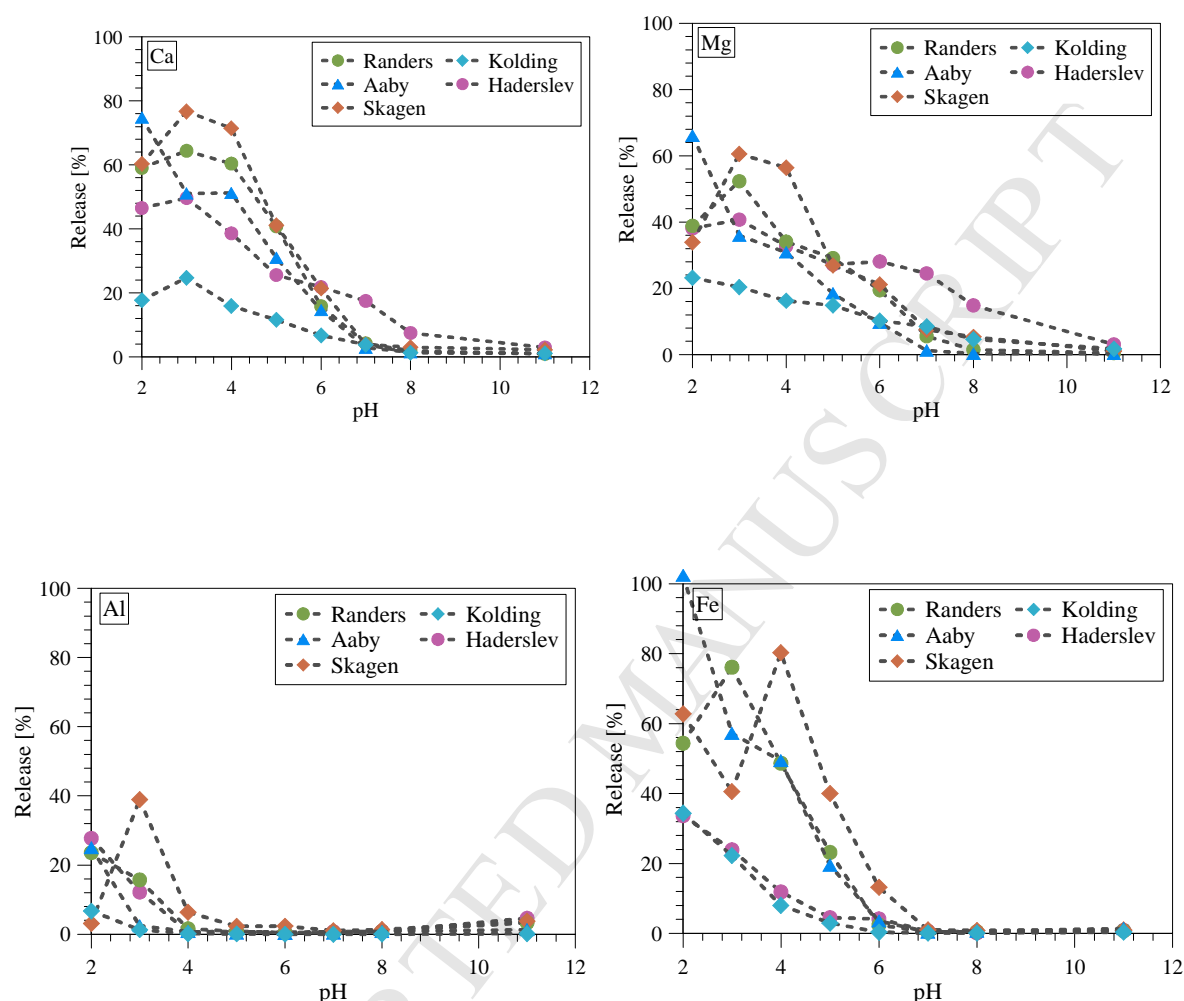 100
80
60
40
20
0
Release [%]
Ca
Randers
Kolding
Aaby
Haderslev
Skagen
2 4 6 8 10 12
pH
100
80
60
40
20
0
Release [%]
Mg
Randers
Kolding
Aaby
Haderslev
Skagen
2 4 6 8 10 12
pH
100
80
60
40
20
0
Release [%]
Al
Randers
Kolding
Aaby
Haderslev
Skagen
2 4 6 8 10 12
pH
100
80
60
40
20
0
Release [%]
Fe
Randers
Kolding
Aaby
Haderslev
Skagen
2 4 6 8 10 12
pH
PTED MANUSCRIPT